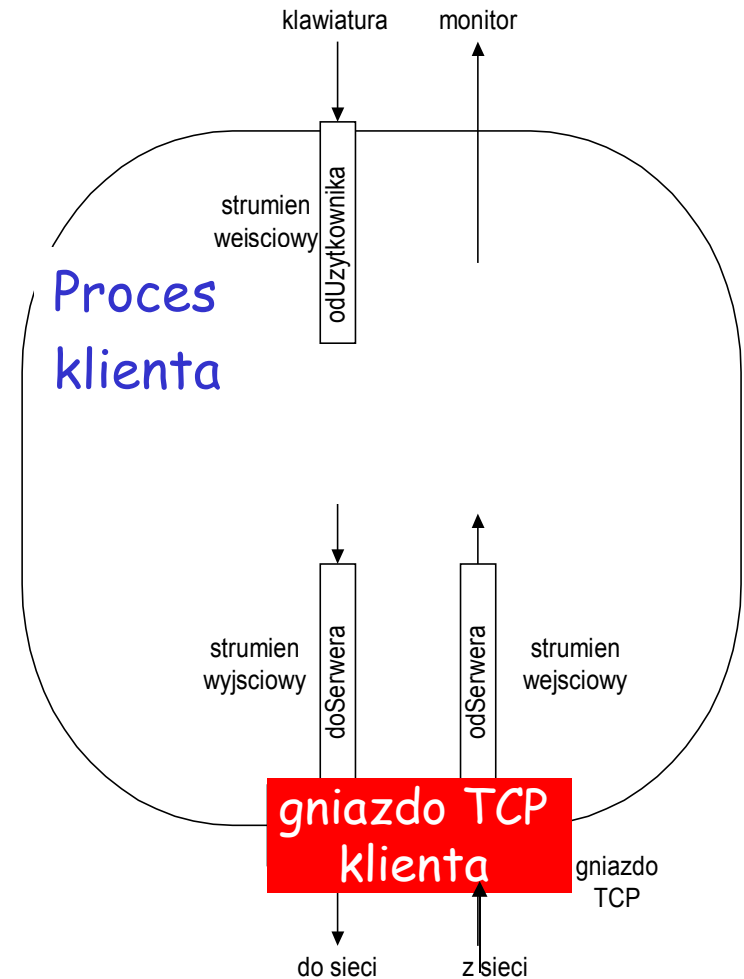 klawiatura
monitor
strumien
weisciowy
odUzytkownika
Proces
klienta
strumien
wyjsciowy
doSerwera
odSerwera
strumien
wejsciowy
gniazdo TCP
klienta
gniazdo
TCP
do sieci
z sieci